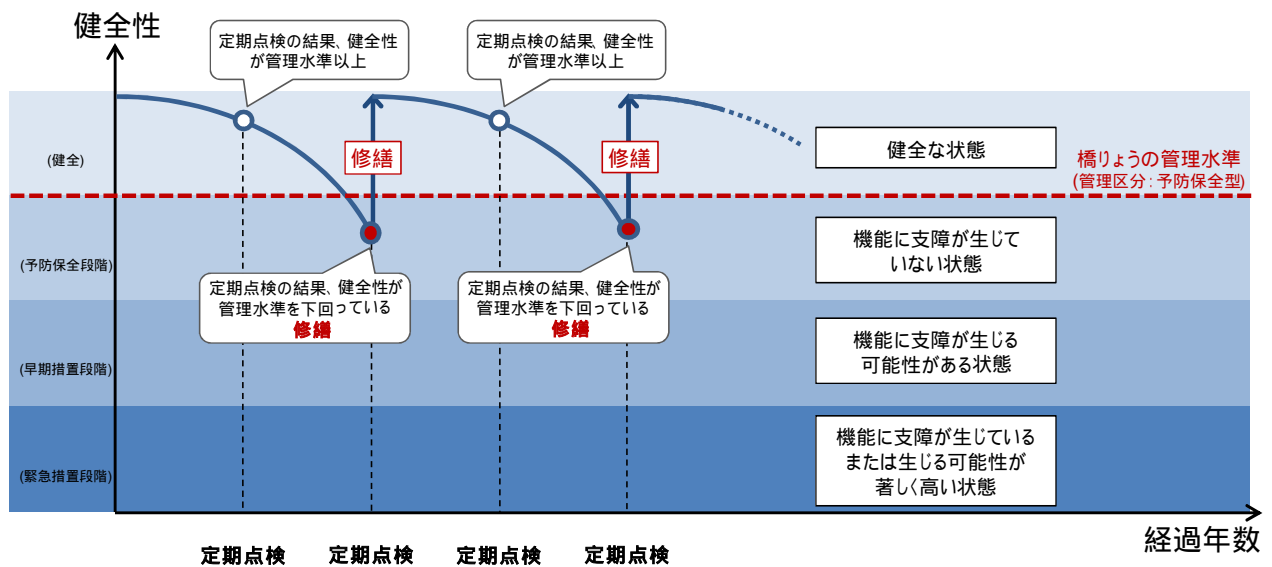 健全性
定期点検の結果、健全性
が管理水準以上
定期点検の結果、健全性
が管理水準以上
(健全)
修繕
修繕
健全な状態
橋りょうの管理水準
(管理区分：予防保全型)
(予防保全段階)
機能に支障が生じて
いない状態
定期点検の結果、健全性が
管理水準を下回っている
修繕
定期点検の結果、健全性が
管理水準を下回っている
修繕
(早期措置段階)
機能に支障が生じる
可能性がある状態
(緊急措置段階)
機能に支障が生じている
または生じる可能性が
著しく高い状態
経過年数
定期点検
定期点検
定期点検
定期点検